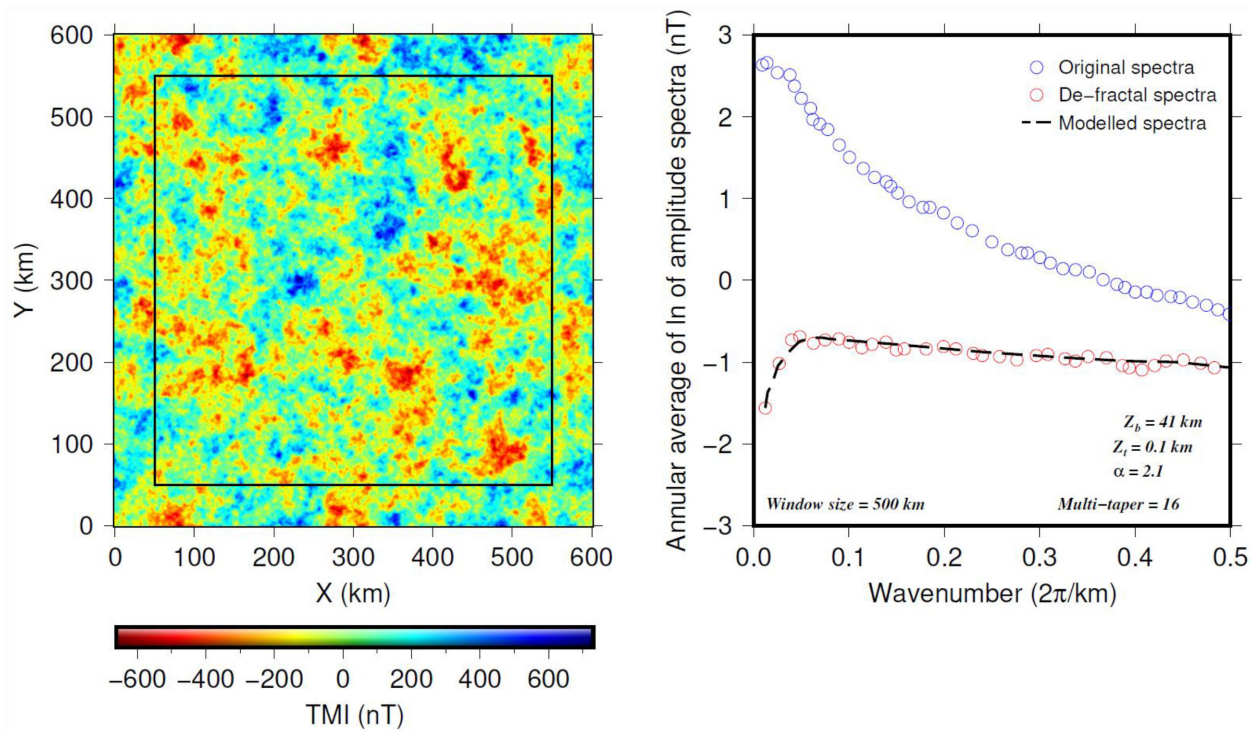 600
500
400
300
200
100
0
Y (km)
0 100 200 300 400 500 600
X (km)
−600 −400 −200 0 200 400 600
TMI (nT)
Annular average of ln of amplitude spectra (nT)
3
2
1
0
−1
−2
−3
Original spectra
De-fractal spectra
Modelled spectra
Z_b = 41 km
Z_t = 0.1 km
α = 2.1
Window size = 500 km Multi-taper = 16
0.0 0.1 0.2 0.3 0.4 0.5
Wavenumber (2π/km)